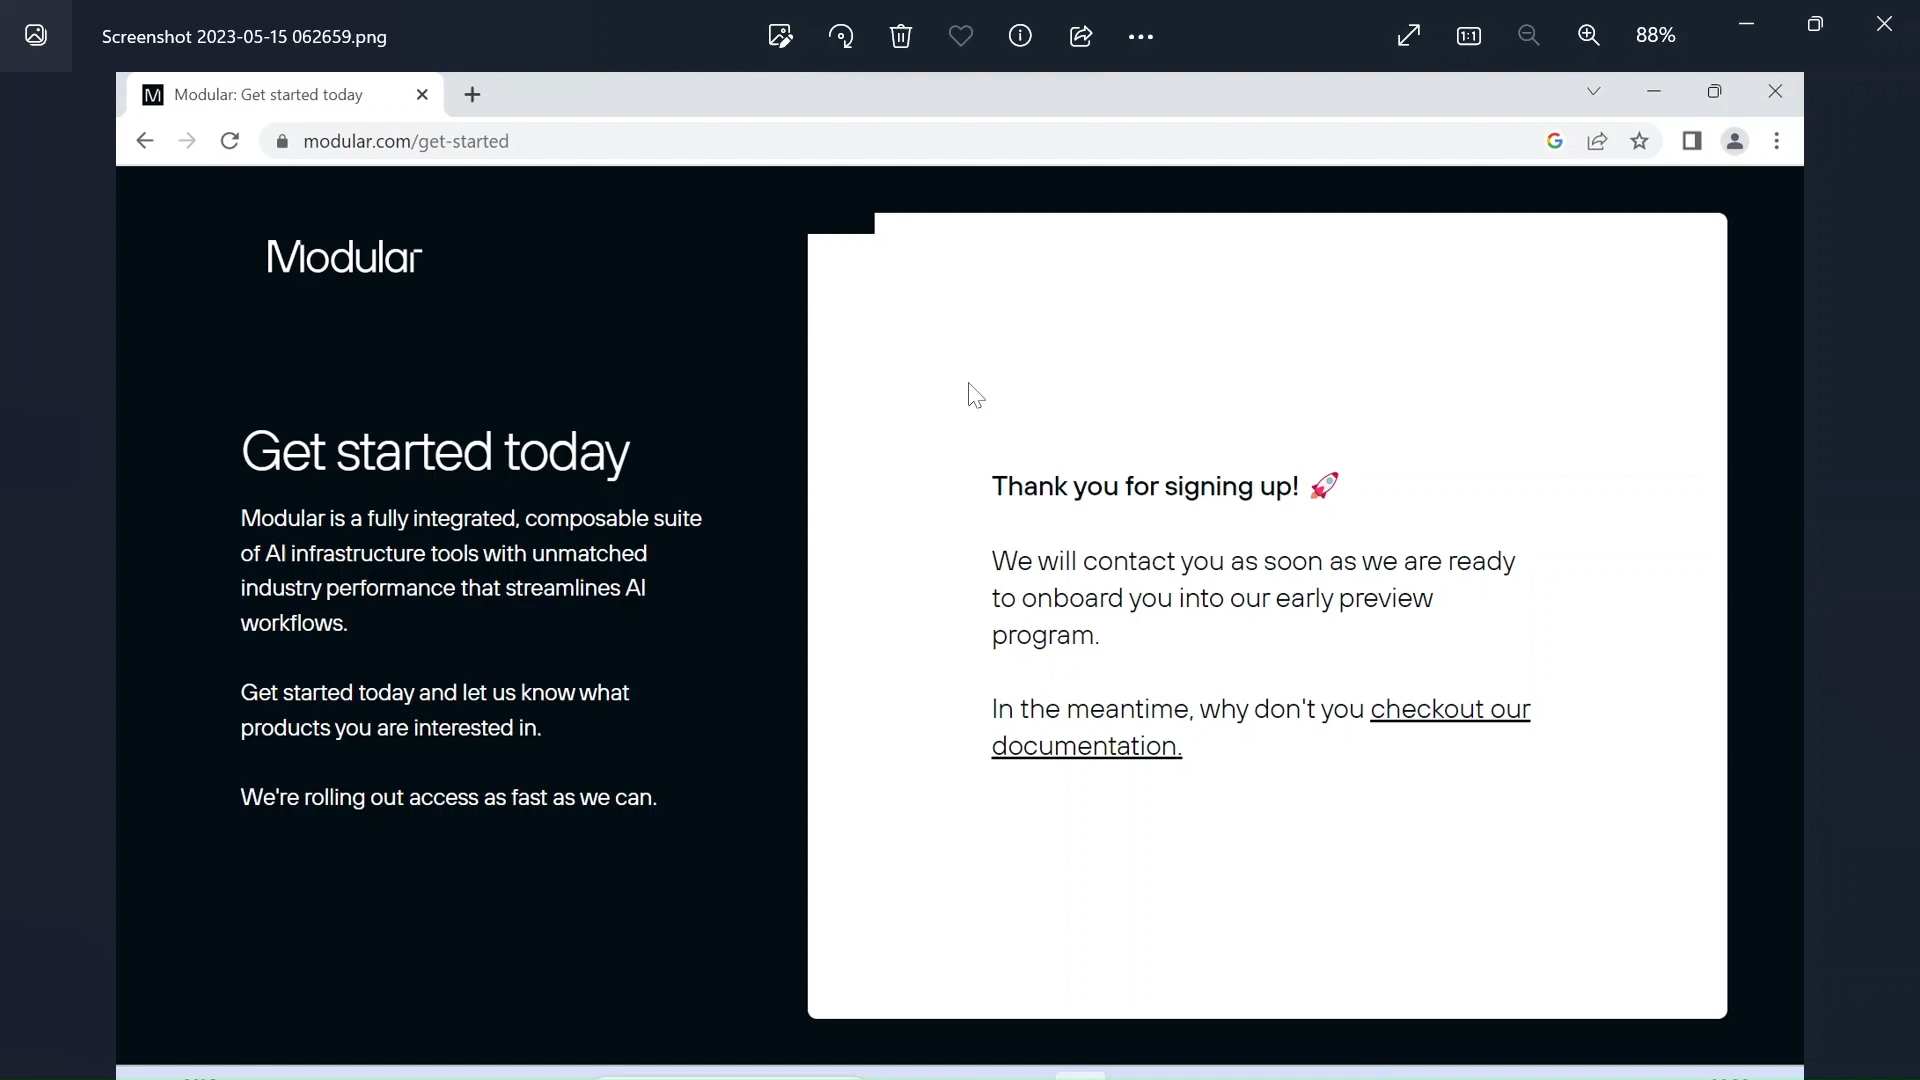 Screenshot 2023-05-15 062659.png
1:1
88%
M Modular: Get started today
modular.com/get-started
Modular
Get started today
Modular is a fully integrated, composable suite
of AI infrastructure tools with unmatched
industry performance that streamlines AI
workflows.
Get started today and let us know what
products you are interested in.
We're rolling out access as fast as we can.
Thank you for signing up! 🚀
We will contact you as soon as we are ready
to onboard you into our early preview
program.
In the meantime, why don't you checkout our
documentation.